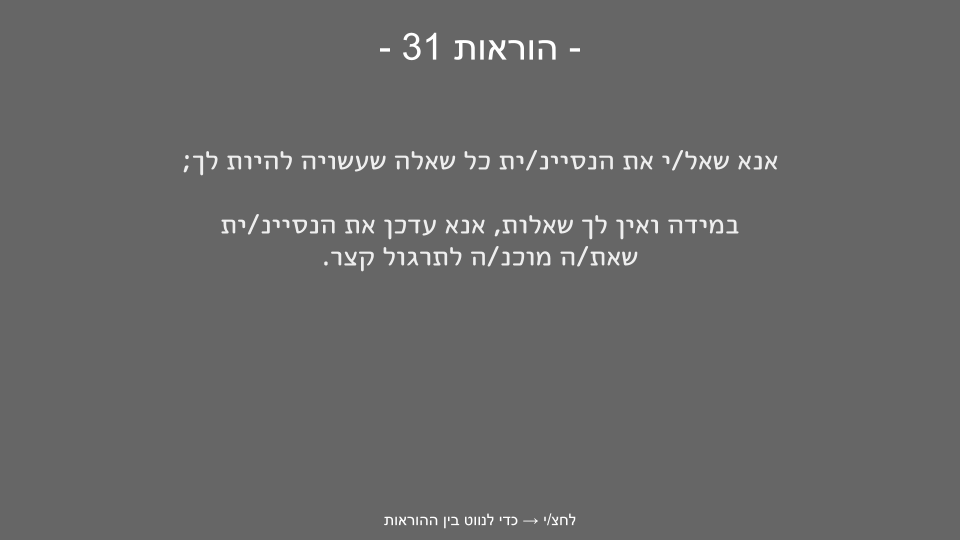 - הוראות 31 -
אנא שאל/י את הנסיינ/ית כל שאלה שעשויה להיות לך;
במידה ואין לך שאלות, אנא עדכן את הנסיינ/ית
שאת/ה מוכנ/ה לתרגול קצר.
לחצ/י → כדי לנווט בין ההוראות